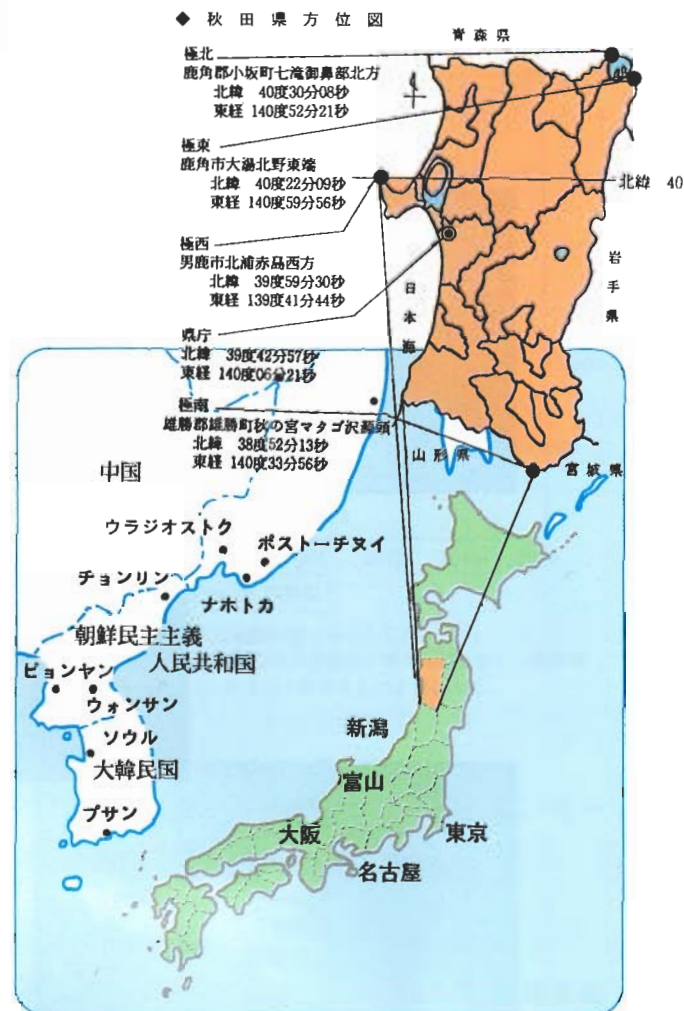 ◆ 秋田県方位図
青森県
極北
鹿角郡小坂町七滝御鼻部北方
北緯 40度30分08秒
東経 140度52分21秒
極東
鹿角市大湯北野東端
北緯 40度22分09秒
東経 140度59分56秒
北緯 40
極西
男鹿市北浦赤島西方
北緯 39度59分30秒
東経 139度41分44秒
岩手県
日本海
県庁
北緯 39度42分57秒
東経 140度06分21秒
極南
雄勝郡雄勝町秋の宮マタゴ沢源頭
北緯 38度52分13秒
東経 140度33分56秒
山形県
宮城県
中国
ウラジオストク
ボストーチヌイ
チョンリン
ナホトカ
朝鮮民主主義
人民共和国
ピョンヤン
ウォンサン
ソウル
大韓民国
プサン
新潟
富山
大阪
東京
名古屋